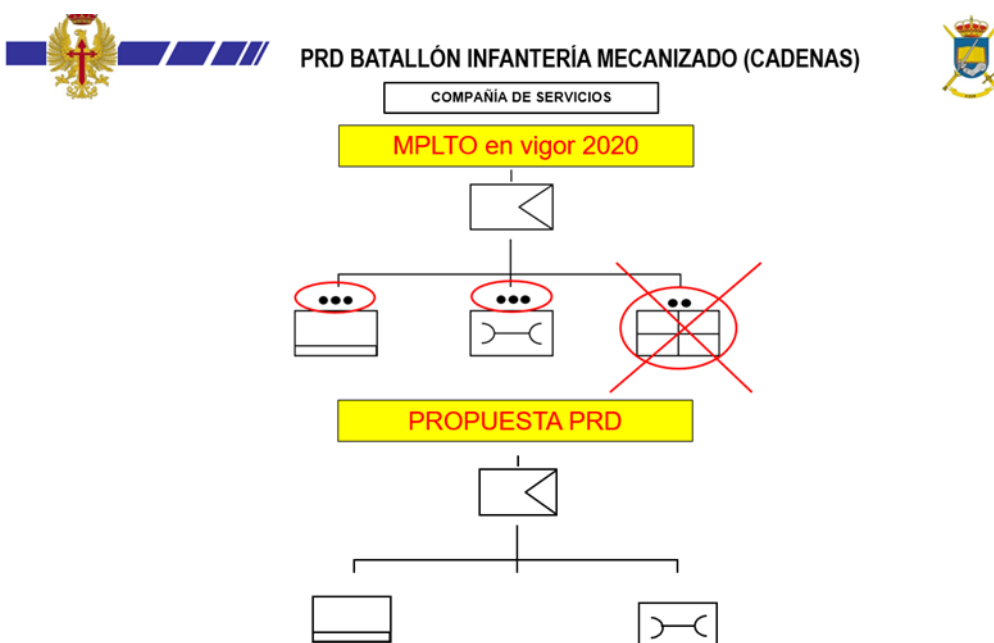 PRD BATALLÓN INFANTERÍA MECANIZADO (CADENAS)
COMPAÑÍA DE SERVICIOS
MPLTO en vigor 2020
PROPUESTA PRD